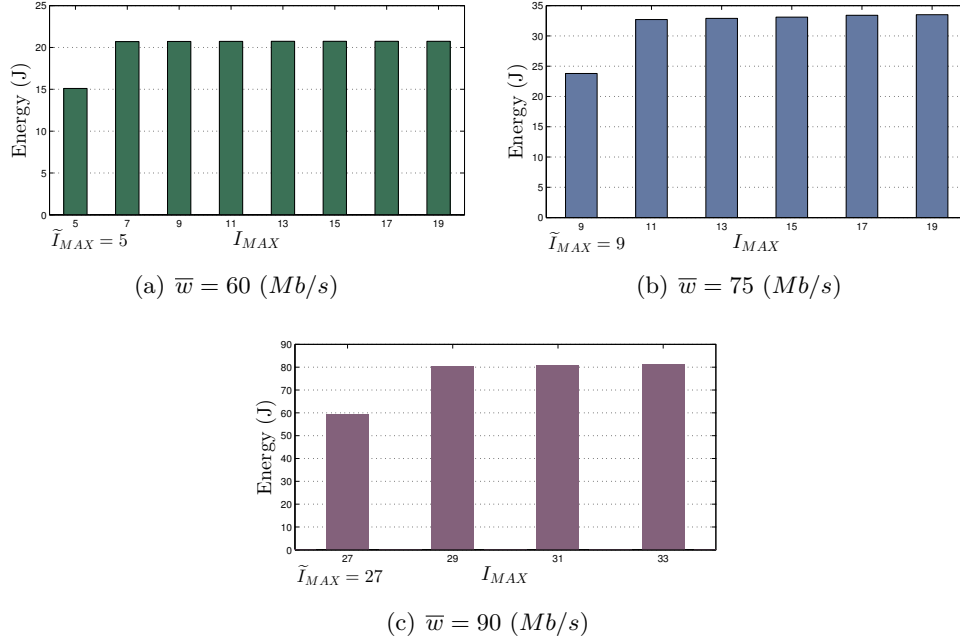 25
20
15
10
5
0
Energy (J)
5 7 9 11 13 15 17 19
Ĩ_MAX = 5
I_MAX
(a) w̅ = 60 (Mb/s)
35
30
25
20
15
10
5
0
Energy (J)
9 11 13 15 17 19
Ĩ_MAX = 9
I_MAX
(b) w̅ = 75 (Mb/s)
90
80
70
60
50
40
30
20
10
0
Energy (J)
27 29 31 33
Ĩ_MAX = 27
I_MAX
(c) w̅ = 90 (Mb/s)